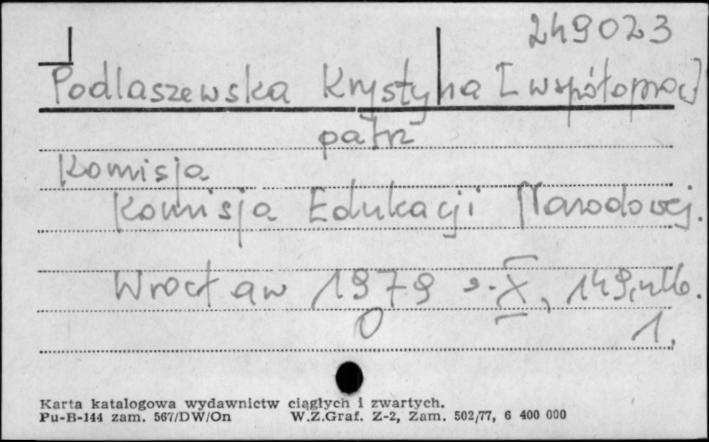 249023
Podlaszewska Krystyna [współoprac]
patrz
Komisja
Komisja Edukacji Narodowej.
Wrocław 1979 s. X, 149, nlb.
O 1.
Karta katalogowa wydawnictw ciągłych i zwartych.
Pu-B-144 zam. 567/DW/On W.Z.Graf. Z-2, Zam. 502/77, 6 400 000